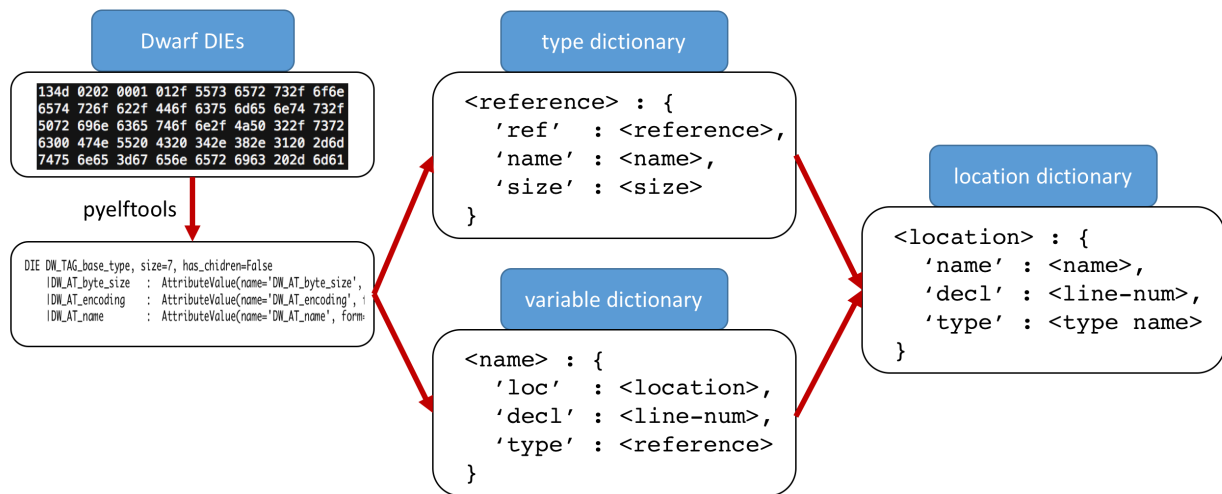 Dwarf DIEs
134d 0202 0001 012f 5573 6572 732f 6f6e
6574 726f 622f 446f 6375 6d65 6e74 732f
5072 696e 6365 746f 6e2f 4a50 322f 7372
6300 474e 5520 4320 342e 382e 3120 2d6d
7475 6e65 3d67 656e 6572 6963 202d 6d61
pyelftools
DIE DW_TAG_base_type, size=7, has_chidren=False
|DW_AT_byte_size : AttributeValue(name='DW_AT_byte_size',
|DW_AT_encoding : AttributeValue(name='DW_AT_encoding', f
|DW_AT_name : AttributeValue(name='DW_AT_name', form=
type dictionary
<reference> : {
'ref' : <reference>,
‘name’ : <name>,
‘size’ : <size>
}
variable dictionary
<name> : {
’loc’ : <location>,
‘decl’ : <line-num>,
‘type’ : <reference>
}
location dictionary
<location> : {
‘name’ : <name>,
‘decl’ : <line-num>,
‘type’ : <type name>
}